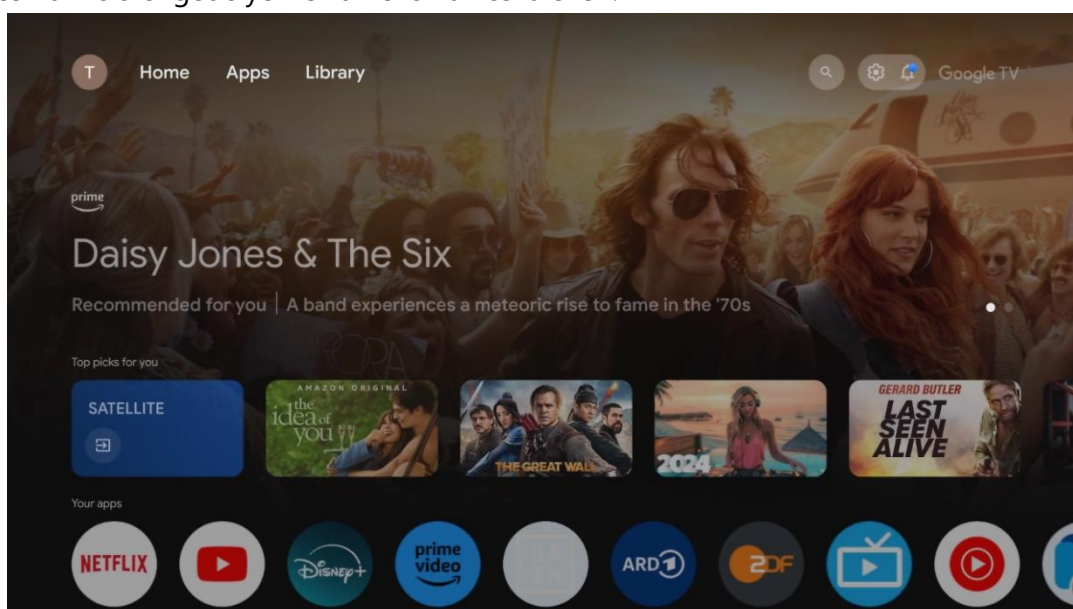 T
Home Apps Library
Google TV
prime
Daisy Jones & The Six
Recommended for you | A band experiences a meteoric rise to fame in the '70s
Top picks for you
SATELLITE
AMAZON ORIGINAL
the
idea of
you
THE GREAT WALL
2024
GERARD BUTLER
LAST
SEEN
ALIVE
Your apps
NETFLIX
Disney+
prime
video
ARD 1
ZDF